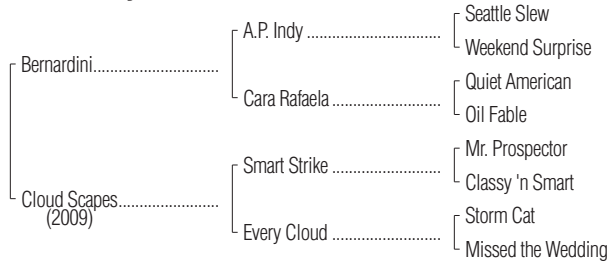 Seattle Slew
A.P. Indy ..............................
Weekend Surprise
Bernardini............................
Quiet American
Cara Rafaela ........................
Oil Fable
Mr. Prospector
Smart Strike ........................
Classy 'n Smart
Cloud Scapes.......................
(2009)
Storm Cat
Every Cloud ........................
Missed the Wedding